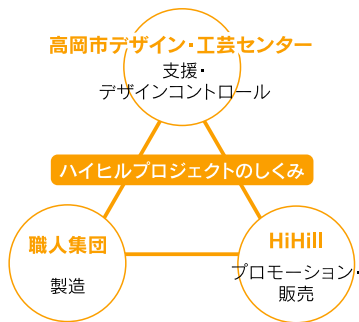 高岡市デザイン・工芸センター
支援・
デザインコントロール
ハイヒルプロジェクトのしくみ
職人集団
製造
HiHill
プロモーション・
販売